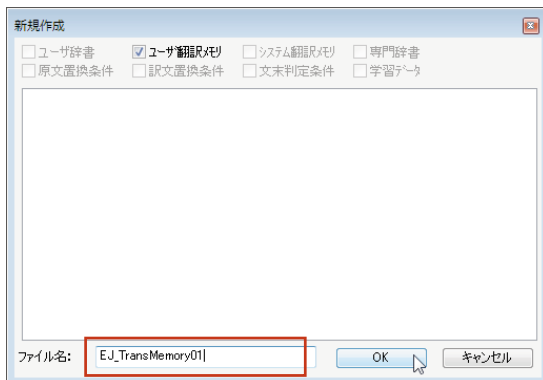 新規作成
ユーザ辞書 ユーザ翻訳メモリ システム翻訳メモリ 専門辞書
原文置換条件 訳文置換条件 文末判定条件 学習データ
ファイル名: EJ_TransMemory01 OK キャンセル